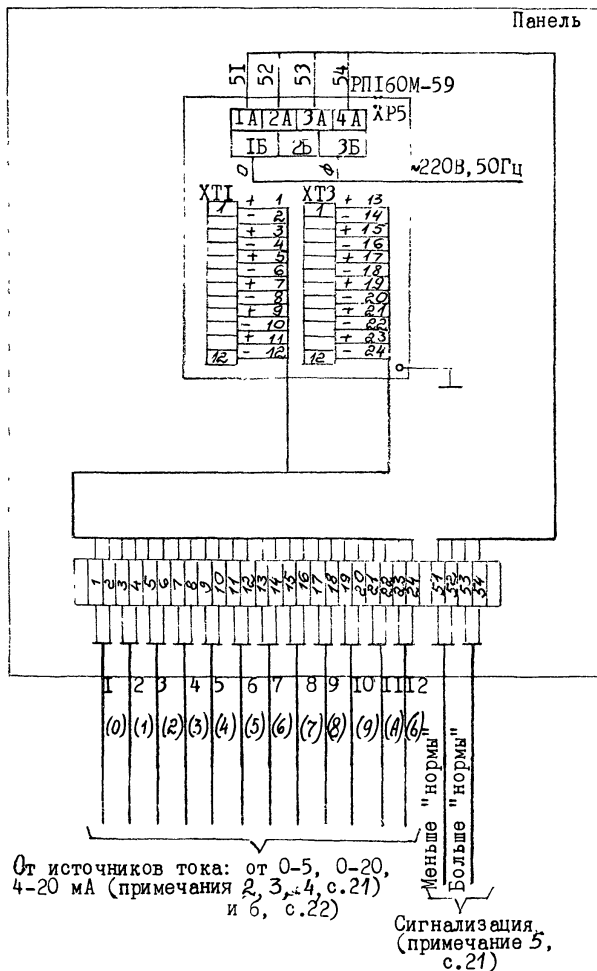 Панель
51 52 53 54
РПI60М-59
1А 2А 3А 4А ХР5
IБ 2Б 3Б
0 ф ~220В,50Гц
ХТI ХТ3
1 + 1 1 + 13
- 2 - 14
+ 3 + 15
- 4 - 16
+ 5 + 17
- 6 - 18
+ 7 + 19
- 8 - 20
+ 9 + 21
- 10 - 22
+ 11 + 23
12 - 12 12 - 24
1 2 3 4 5 6 7 8 9 10 11 12 13 14 15 16 17 18 19 20 21 22 23 24 51 52 53 54
I 2 3 4 5 6 7 8 9 IO II I2
(0) (1) (2) (3) (4) (5) (6) (7) (8) (9) (А) (б)
Меньше "нормы"
Больше "нормы"
От источников тока: от 0-5, 0-20,
4-20 мА (примечания 2, 3, 4, с.21)
и 6, с.22)
Сигнализация
(примечание 5,
с.21)